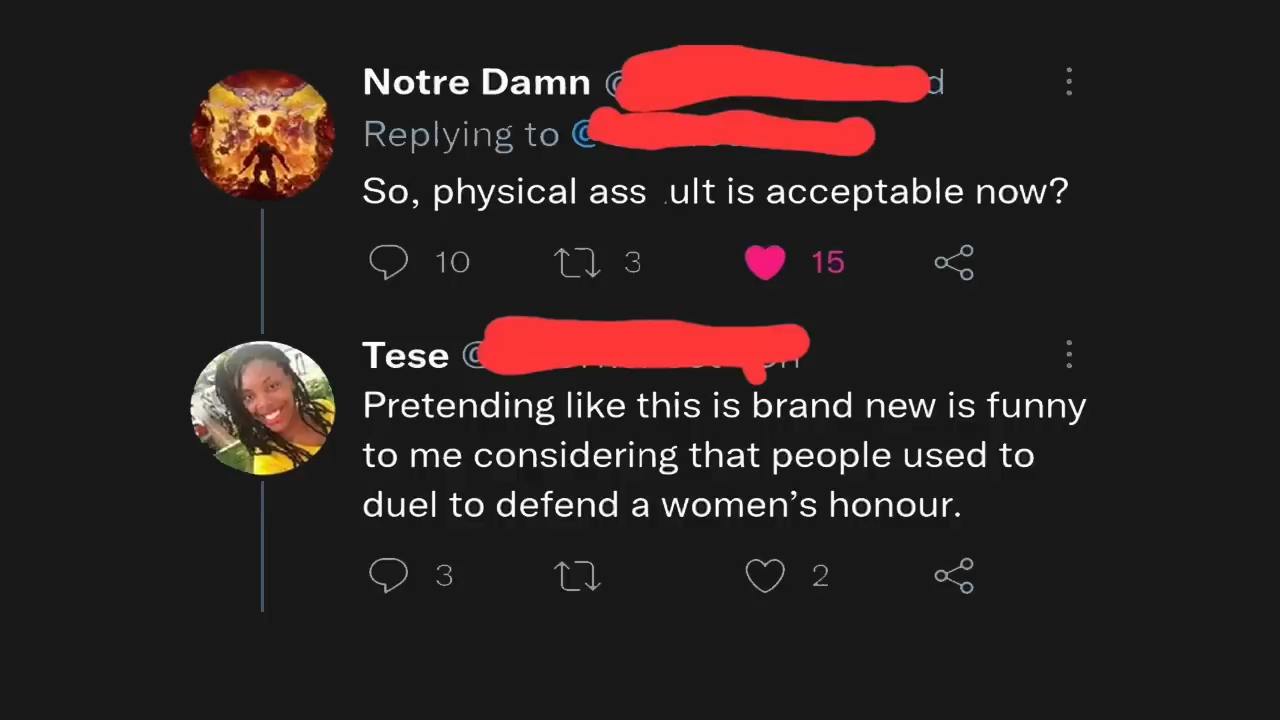 Notre Damn @ d
Replying to @
So, physical ass ult is acceptable now?
10 3 15
Tese @
Pretending like this is brand new is funny
to me considering that people used to
duel to defend a women’s honour.
3 2